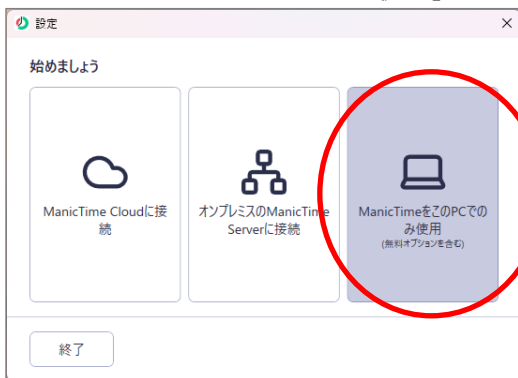 設定
始めましょう
ManicTime Cloudに接
続
オンプレミスのManicTime
Serverに接続
ManicTimeをこのPCでの
み使用
(無料オプションを含む)
終了